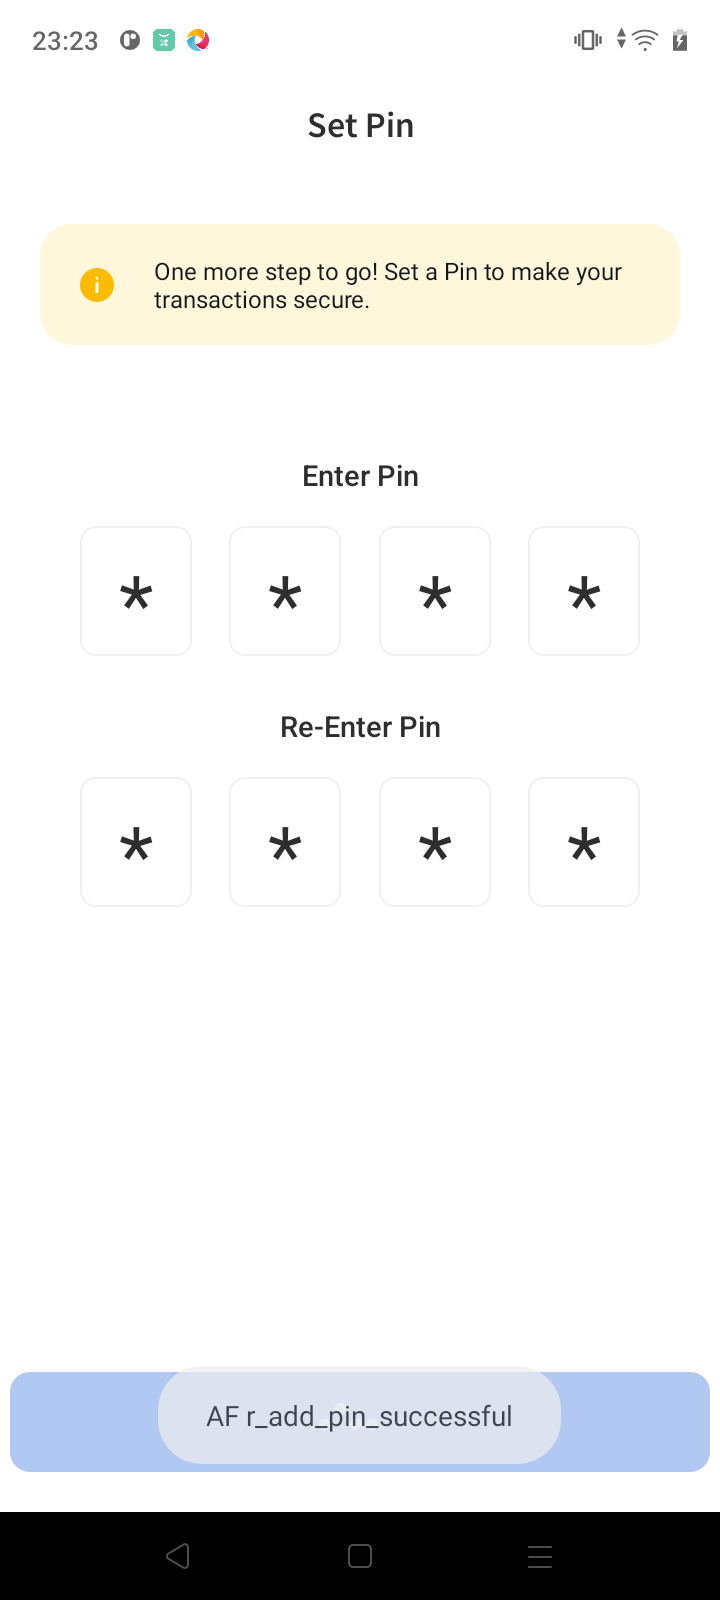 23:23
Set Pin
One more step to go! Set a Pin to make your
transactions secure.
Enter Pin
* * * *
Re-Enter Pin
* * * *
AF r_add_pin_successful